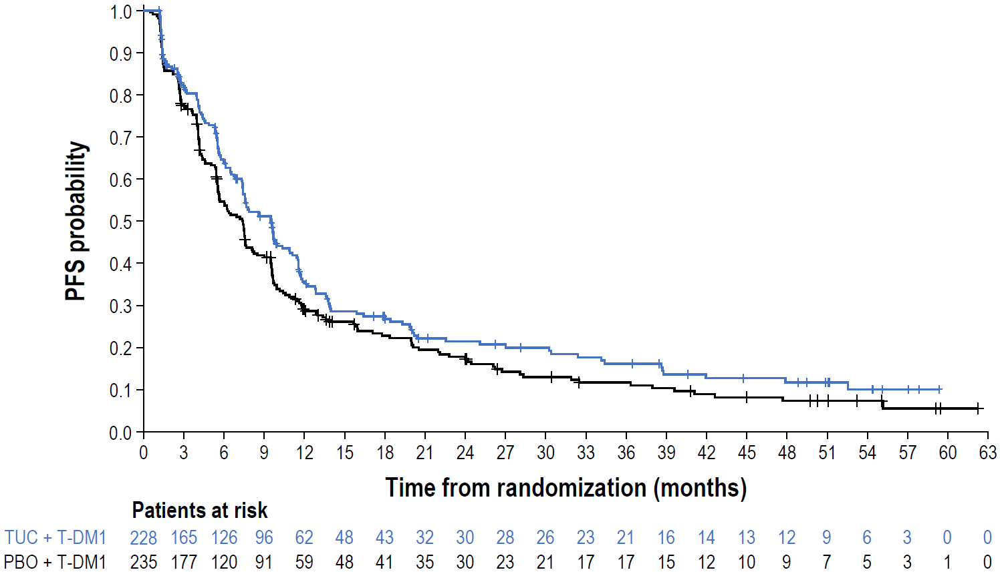 PFS probability
1.0
0.9
0.8
0.7
0.6
0.5
0.4
0.3
0.2
0.1
0.0
0 3 6 9 12 15 18 21 24 27 30 33 36 39 42 45 48 51 54 57 60 63
Time from randomization (months)
Patients at risk
TUC + T-DM1 228 165 126 96 62 48 43 32 30 28 26 23 21 16 14 13 12 9 6 3 0 0
PBO + T-DM1 235 177 120 91 59 48 41 35 30 23 21 17 17 15 12 10 9 7 5 3 1 0